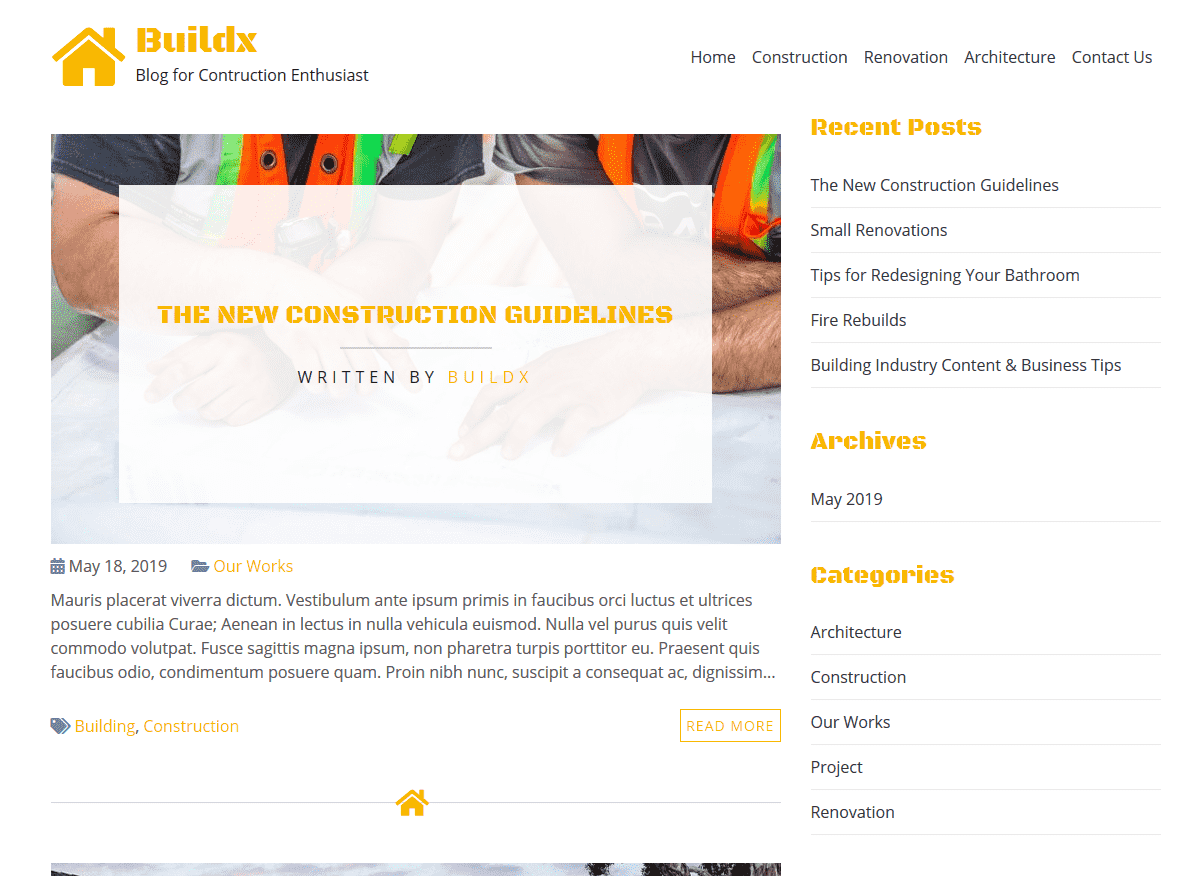 Buildx
Blog for Contruction Enthusiast
Home Construction Renovation Architecture Contact Us
THE NEW CONSTRUCTION GUIDELINES
WRITTEN BY BUILDX
May 18, 2019 Our Works
Mauris placerat viverra dictum. Vestibulum ante ipsum primis in faucibus orci luctus et ultrices
posuere cubilia Curae; Aenean in lectus in nulla vehicula euismod. Nulla vel purus quis velit
commodo volutpat. Fusce sagittis magna ipsum, non pharetra turpis porttitor eu. Praesent quis
faucibus odio, condimentum posuere quam. Proin nibh nunc, suscipit a consequat ac, dignissim...
Building, Construction
READ MORE
Recent Posts
The New Construction Guidelines
Small Renovations
Tips for Redesigning Your Bathroom
Fire Rebuilds
Building Industry Content & Business Tips
Archives
May 2019
Categories
Architecture
Construction
Our Works
Project
Renovation